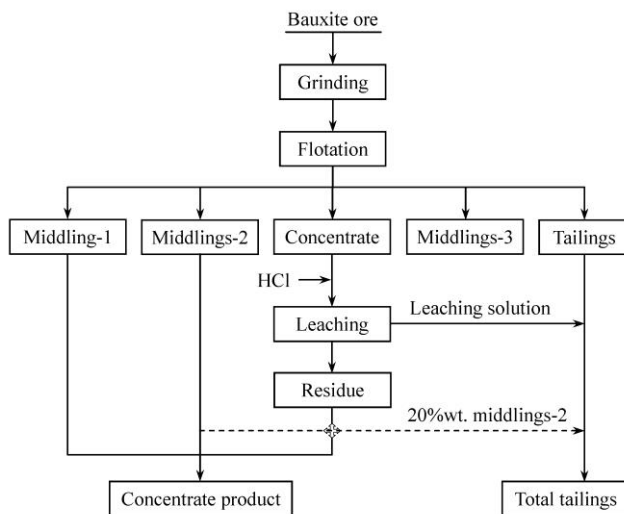 Bauxite ore
Grinding
Flotation
Middling-1
Middlings-2
Concentrate
Middlings-3
Tailings
HCl
Leaching solution
Leaching
Residue
20%wt. middlings-2
Concentrate product
Total tailings